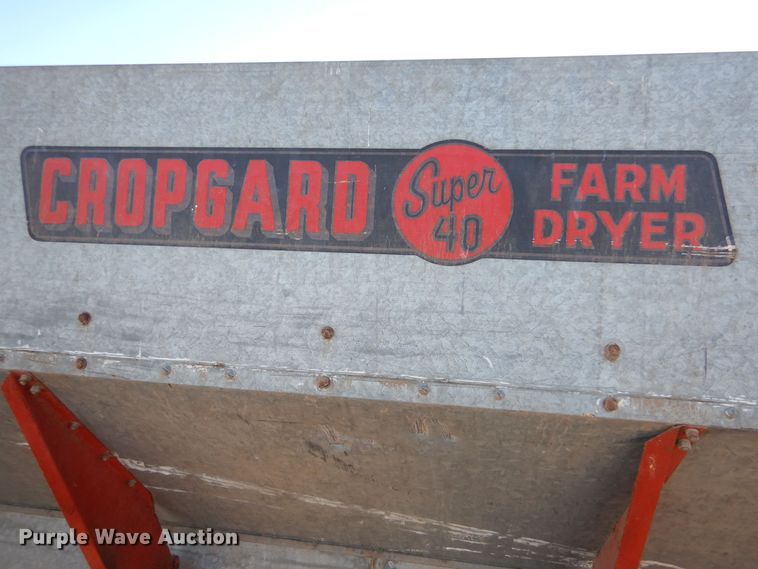 CROPGARD
Super
40
FARM
DRYER
Purple Wave Auction